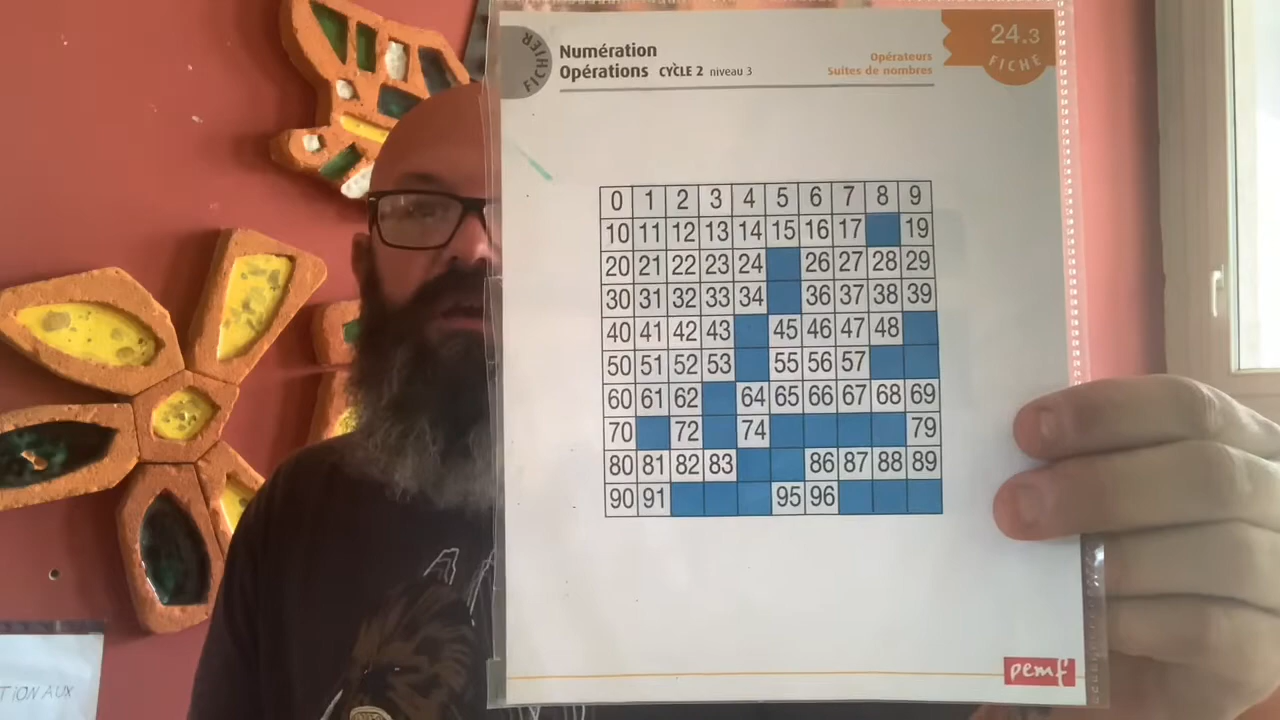 FICHIER
Numération
Opérations CYCLE 2 niveau 3
Opérateurs
Suites de nombres
24.3
FICHE
0 1 2 3 4 5 6 7 8 9
10 11 12 13 14 15 16 17 19
20 21 22 23 24 26 27 28 29
30 31 32 33 34 36 37 38 39
40 41 42 43 45 46 47 48
50 51 52 53 55 56 57
60 61 62 64 65 66 67 68 69
70 72 74 79
80 81 82 83 86 87 88 89
90 91 95 96
pemf
TION AUX